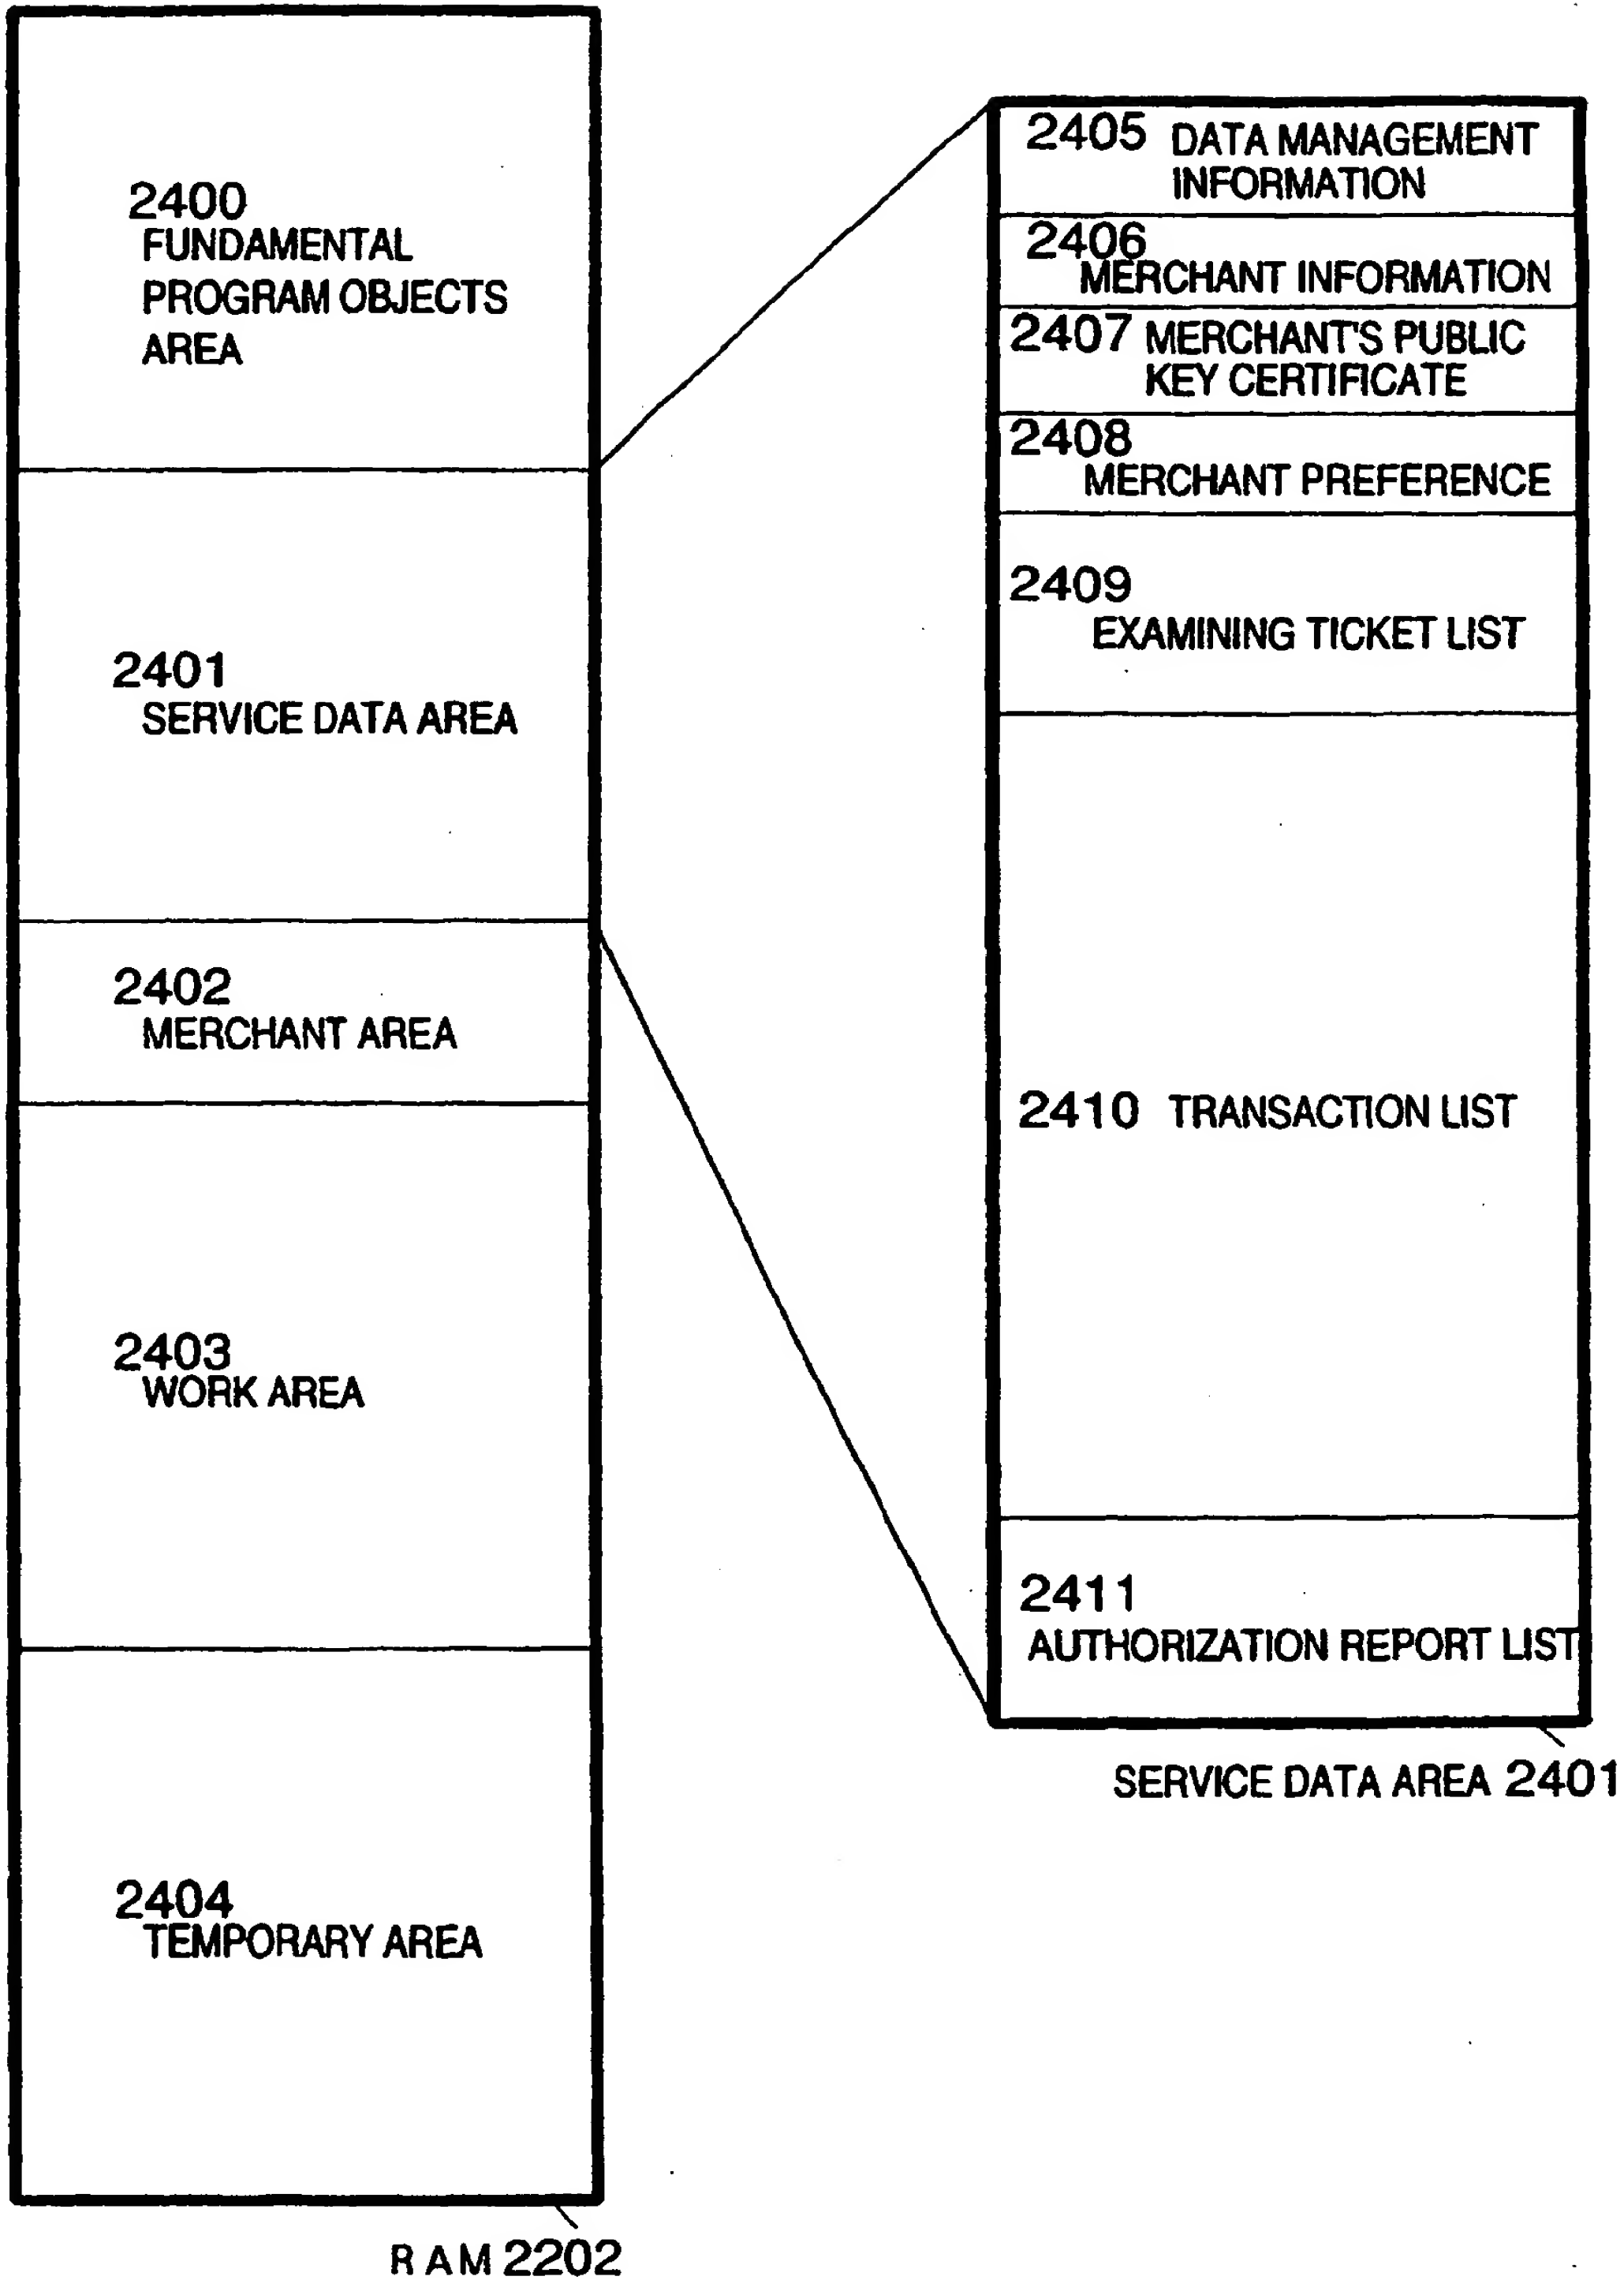 2400
FUNDAMENTAL
PROGRAM OBJECTS
AREA
2401
SERVICE DATA AREA
2402
MERCHANT AREA
2403
WORK AREA
2404
TEMPORARY AREA
RAM 2202
2405 DATA MANAGEMENT
INFORMATION
2406
MERCHANT INFORMATION
2407 MERCHANT'S PUBLIC
KEY CERTIFICATE
2408
MERCHANT PREFERENCE
2409
EXAMINING TICKET LIST
2410 TRANSACTION LIST
2411
AUTHORIZATION REPORT LIST
SERVICE DATA AREA 2401